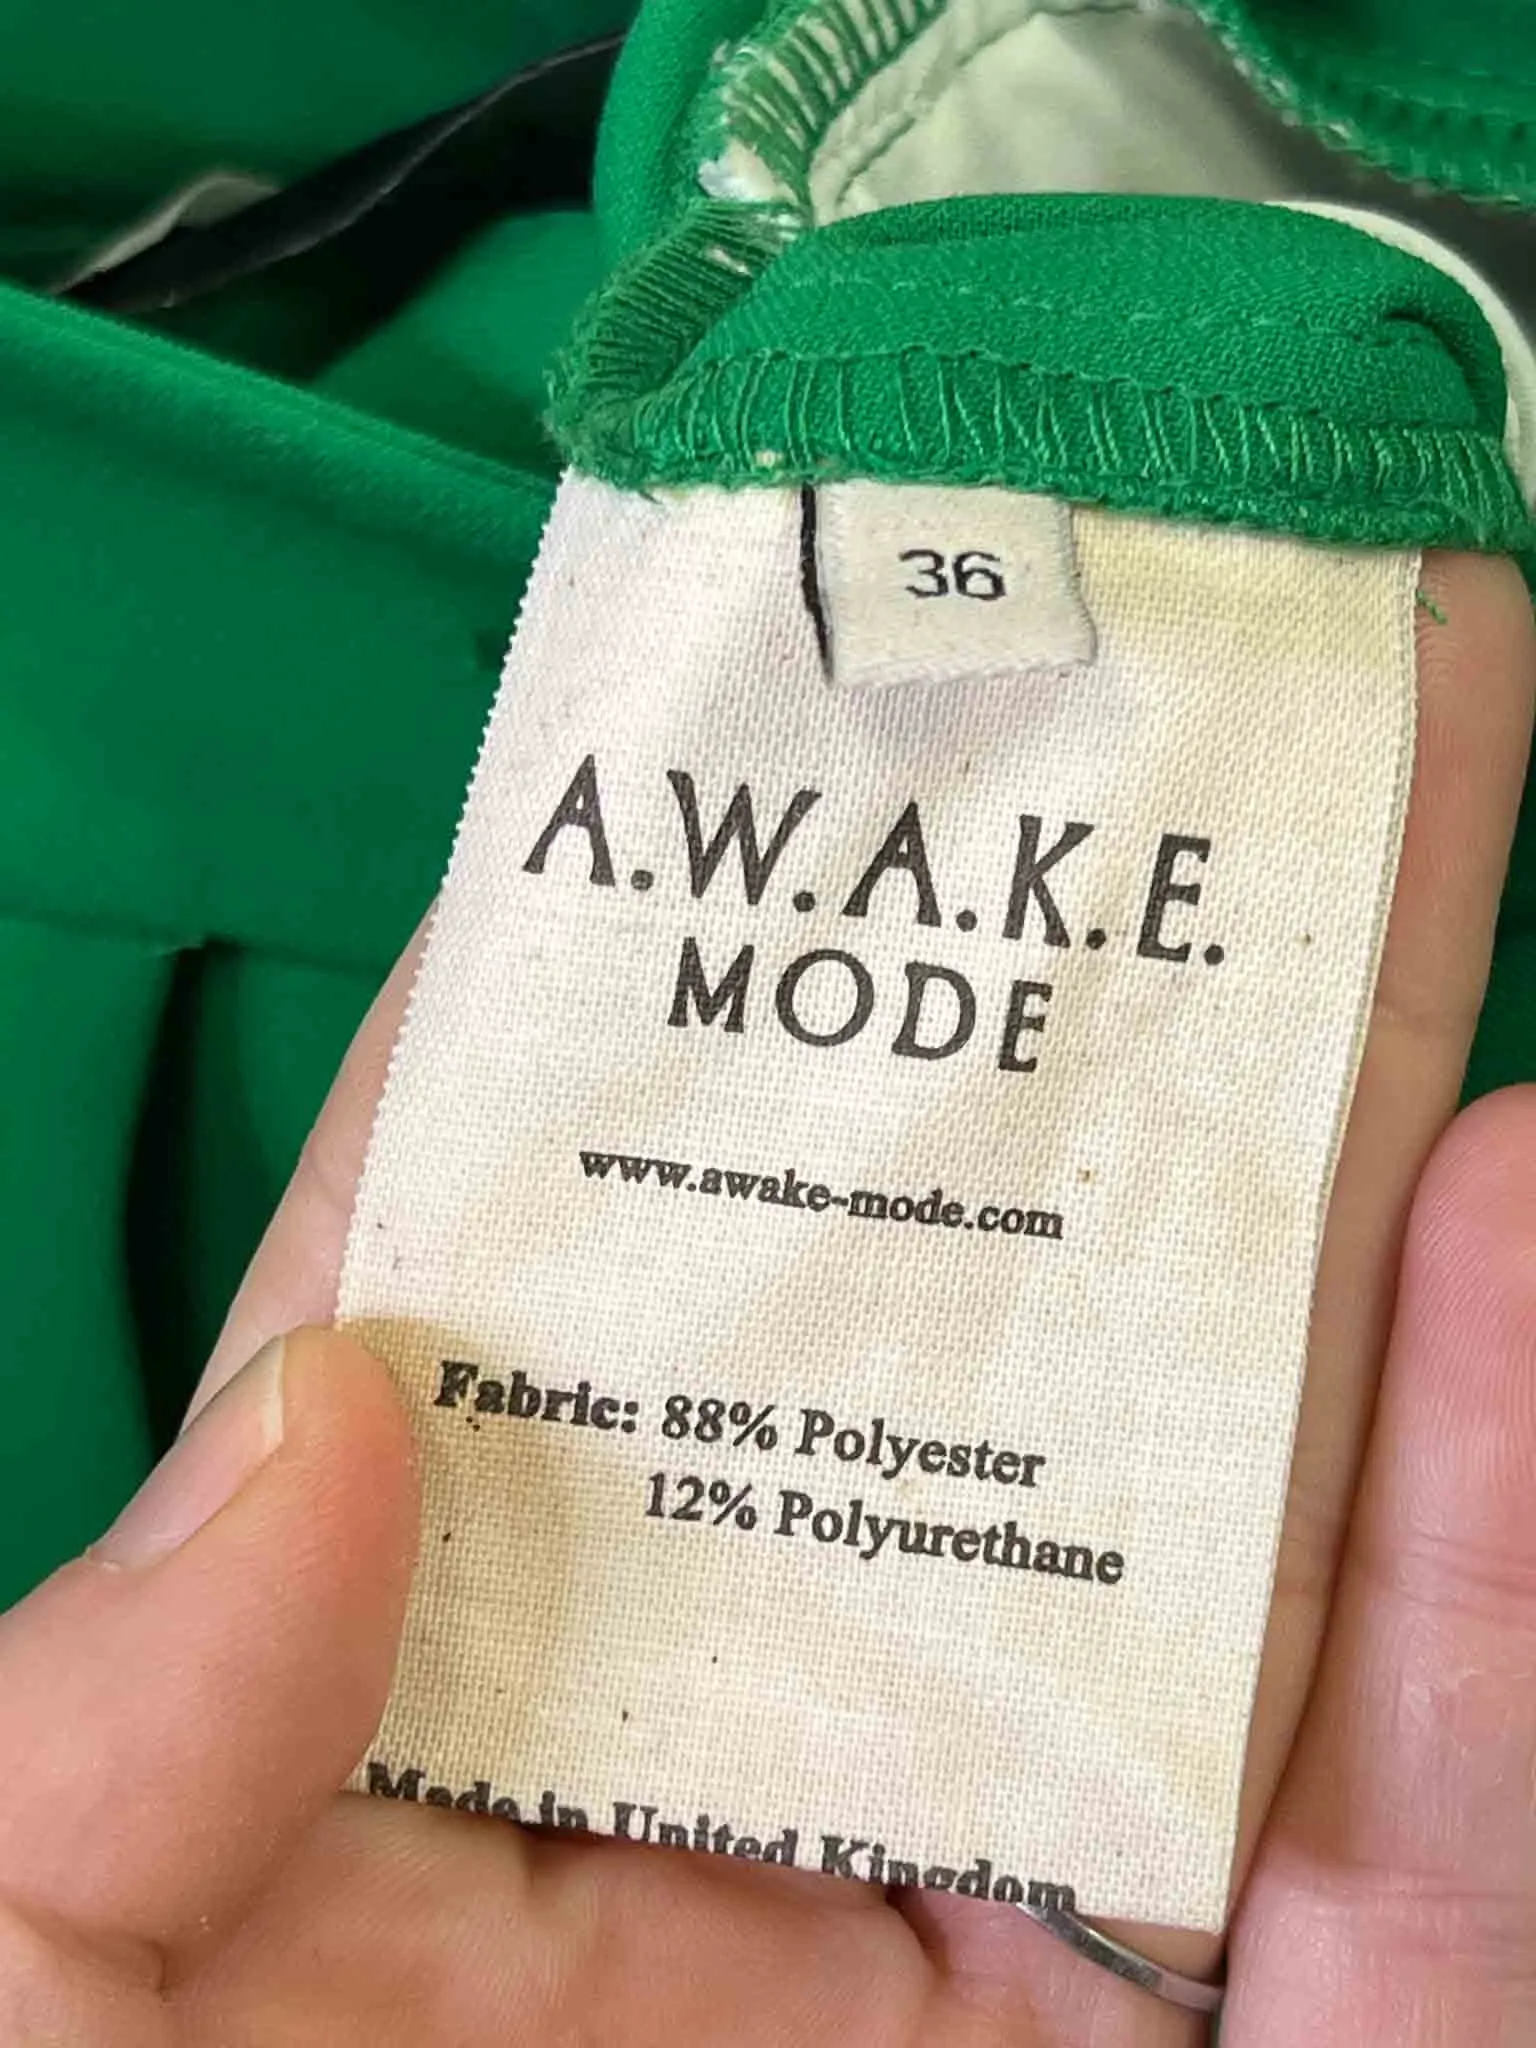 36
A.W.A.K.E.
MODE
www.awake-mode.com
Fabric: 88% Polyester
12% Polyurethane
Made in United Kingdom